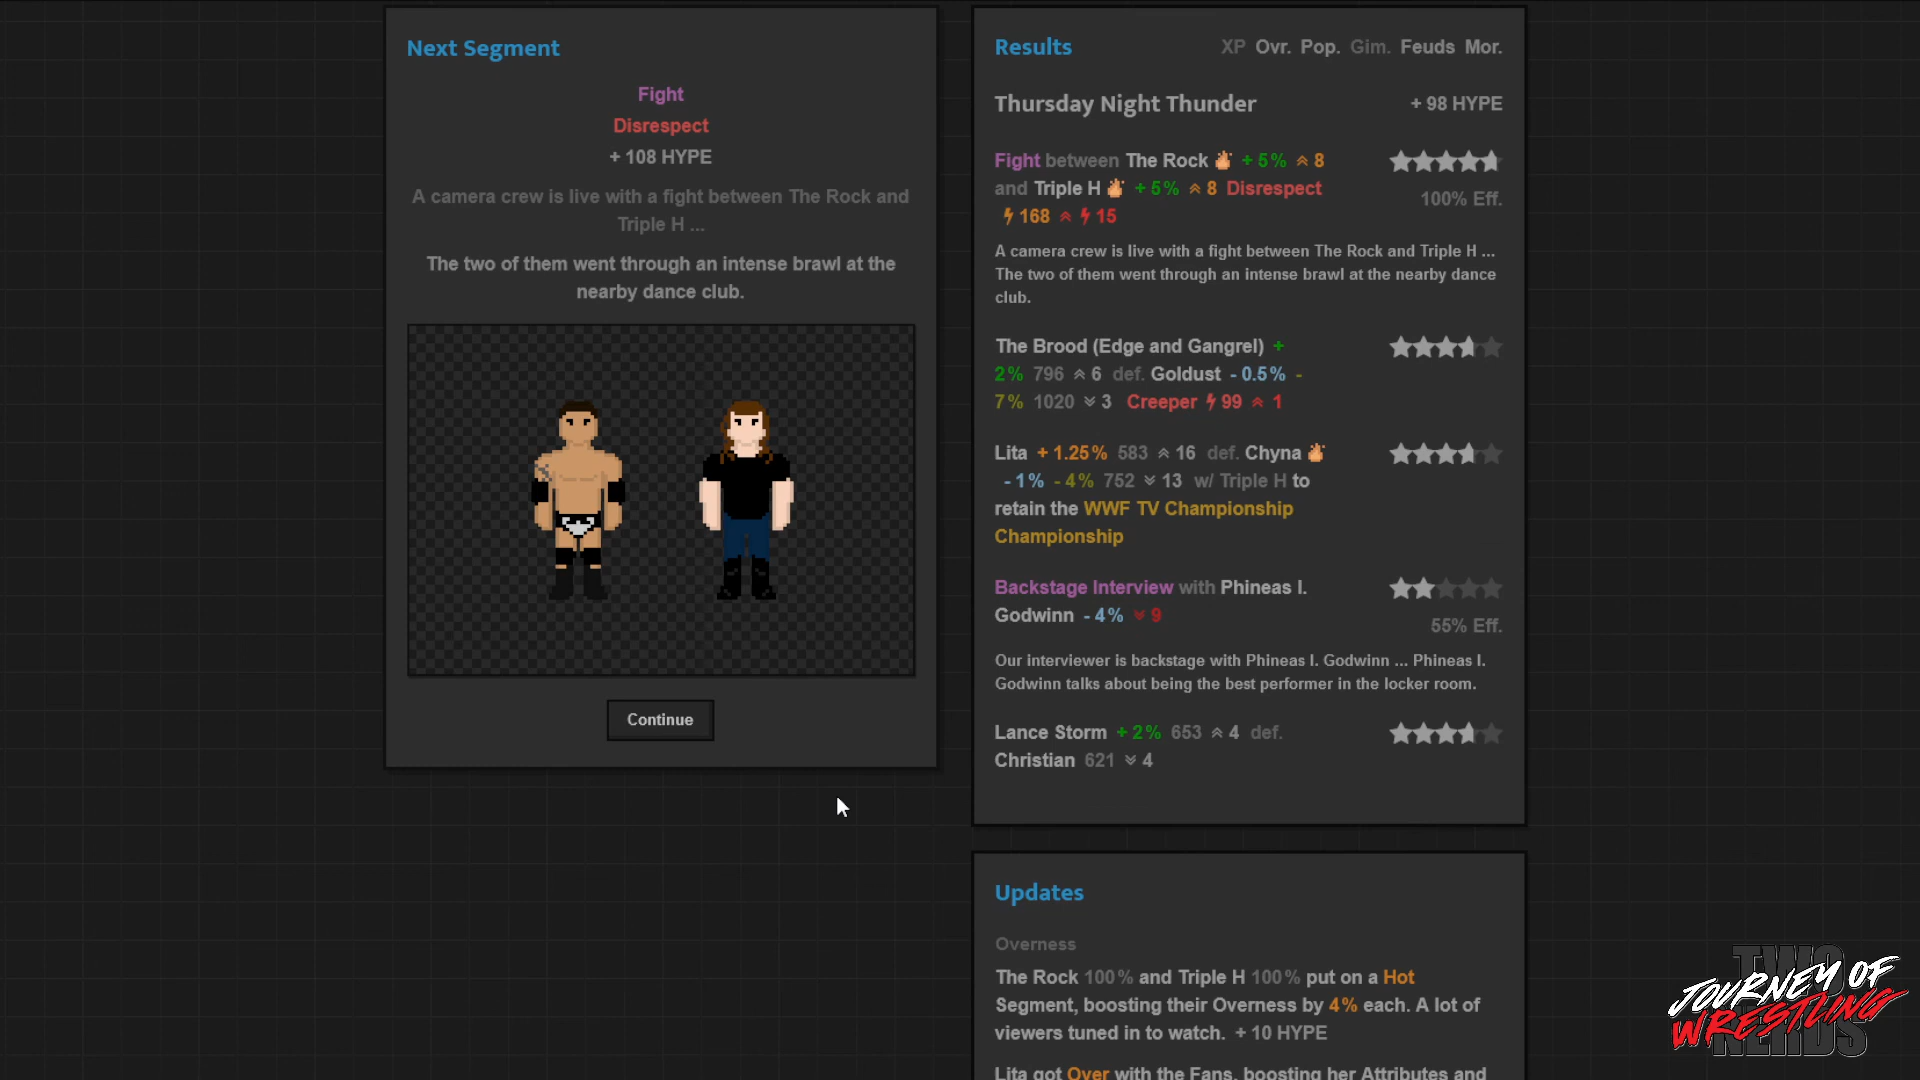 Next Segment
Fight
Disrespect
+ 108 HYPE
A camera crew is live with a fight between The Rock and
Triple H ...
The two of them went through an intense brawl at the
nearby dance club.
Continue
Results XP Ovr. Pop. Gim. Feuds Mor.
Thursday Night Thunder + 98 HYPE
Fight between The Rock + 5% 8
and Triple H + 5% 8 Disrespect
168 15
100% Eff.
A camera crew is live with a fight between The Rock and Triple H ...
The two of them went through an intense brawl at the nearby dance
club.
The Brood (Edge and Gangrel) +
2% 796 6 def. Goldust - 0.5% -
7% 1020 3 Creeper 99 1
Lita + 1.25% 583 16 def. Chyna
- 1% - 4% 752 13 w/ Triple H to
retain the WWF TV Championship
Championship
Backstage Interview with Phineas I.
Godwinn - 4% 9
55% Eff.
Our interviewer is backstage with Phineas I. Godwinn ... Phineas I.
Godwinn talks about being the best performer in the locker room.
Lance Storm + 2% 653 4 def.
Christian 621 4
Updates
Overness
The Rock 100% and Triple H 100% put on a Hot
Segment, boosting their Overness by 4% each. A lot of
viewers tuned in to watch. + 10 HYPE
Lita got Over with the Fans, boosting her Attributes and
TWO
JOURNEY OF
WRESTLING
NERDS